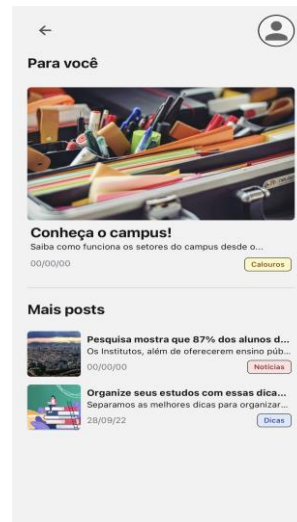 Para você
Conheça o campus!
Saiba como funciona os setores do campus desde o...
00/00/00
Calouros
Mais posts
Pesquisa mostra que 87% dos alunos d...
Os Institutos, além de oferecerem ensino púb...
00/00/00
Notícias
Organize seus estudos com essas dica...
Separamos as melhores dicas para organizar...
28/09/22
Dicas